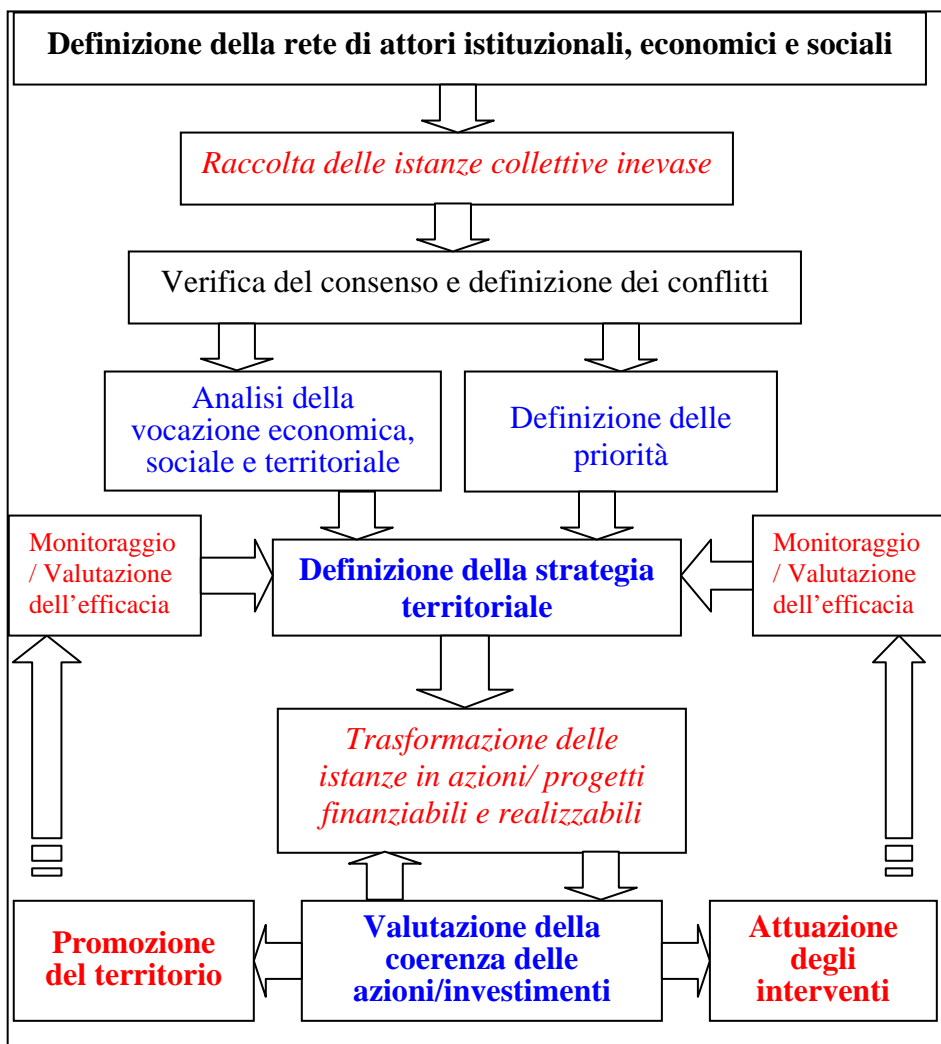 Definizione della rete di attori istituzionali, economici e sociali
Raccolta delle istanze collettive inevase
Verifica del consenso e definizione dei conflitti
Analisi della
vocazione economica,
sociale e territoriale
Definizione delle
priorità
Monitoraggio
/ Valutazione
dell’efficacia
Definizione della strategia
territoriale
Monitoraggio
/ Valutazione
dell’efficacia
Trasformazione delle
istanze in azioni/ progetti
finanziabili e realizzabili
Promozione
del territorio
Valutazione della
coerenza delle
azioni/investimenti
Attuazione
degli
interventi